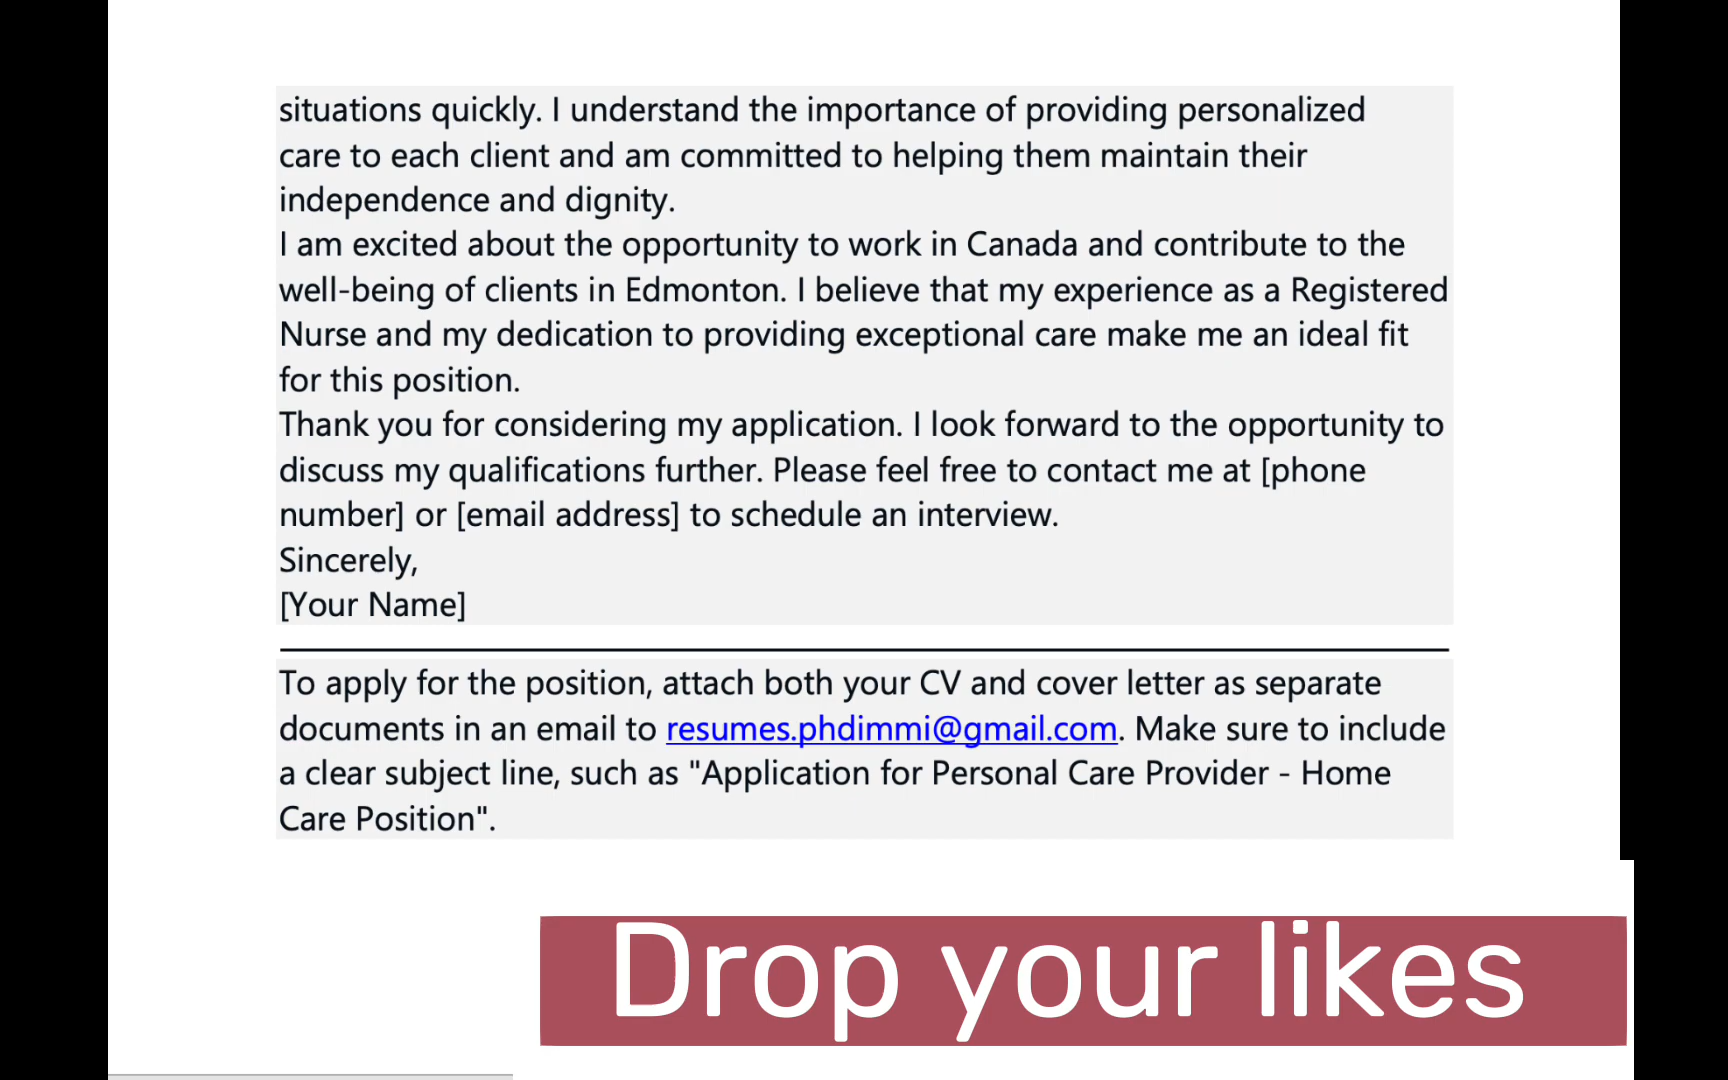 situations quickly. I understand the importance of providing personalized
care to each client and am committed to helping them maintain their
independence and dignity.
I am excited about the opportunity to work in Canada and contribute to the
well-being of clients in Edmonton. I believe that my experience as a Registered
Nurse and my dedication to providing exceptional care make me an ideal fit
for this position.
Thank you for considering my application. I look forward to the opportunity to
discuss my qualifications further. Please feel free to contact me at [phone
number] or [email address] to schedule an interview.
Sincerely,
[Your Name]
To apply for the position, attach both your CV and cover letter as separate
documents in an email to resumes.phdimmi@gmail.com. Make sure to include
a clear subject line, such as "Application for Personal Care Provider - Home
Care Position".
Drop your likes